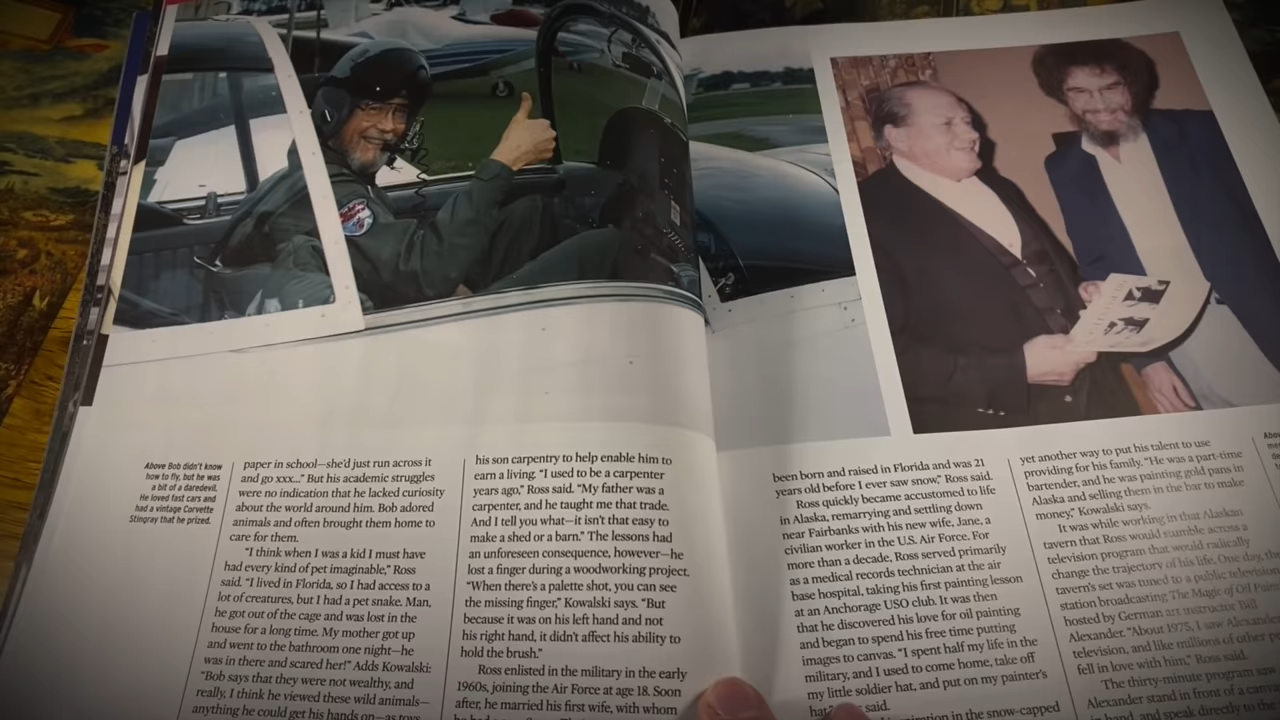 Above Bob didn't know
how to fly, but he was
a bit of a daredevil.
He loved fast cars and
had a vintage Corvette
Stingray that he prized.
paper in school—she'd just run across it
and go xxx..." But his academic struggles
were no indication that he lacked curiosity
about the world around him. Bob adored
animals and often brought them home to
care for them.
"I think when I was a kid I must have
had every kind of pet imaginable," Ross
said. "I lived in Florida, so I had access to a
lot of creatures, but I had a pet snake. Man,
he got out of the cage and was lost in the
house for a long time. My mother got up
and went to the bathroom one night—he
was in there and scared her!" Adds Kowalski:
"Bob says that they were not wealthy, and
really, I think he viewed these wild animals—
anything he could get his hands on—as toys
his son carpentry to help enable him to
earn a living. "I used to be a carpenter
years ago," Ross said. "My father was a
carpenter, and he taught me that trade.
And I tell you what—it isn't that easy to
make a shed or a barn." The lessons had
an unforeseen consequence, however—he
lost a finger during a woodworking project.
"When there's a palette shot, you can see
the missing finger," Kowalski says. "But
because it was on his left hand and not
his right hand, it didn't affect his ability to
hold the brush."
Ross enlisted in the military in the early
1960s, joining the Air Force at age 18. Soon
after, he married his first wife, with whom
been born and raised in Florida and was 21
years old before I ever saw snow," Ross said.
Ross quickly became accustomed to life
in Alaska, remarrying and settling down
near Fairbanks with his new wife, Jane, a
civilian worker in the U.S. Air Force. For
more than a decade, Ross served primarily
as a medical records technician at the air
base hospital, taking his first painting lesson
at an Anchorage USO club. It was then
that he discovered his love for oil painting
and began to spend his free time putting
images to canvas. "I spent half my life in the
military, and I used to come home, take off
my little soldier hat, and put on my painter's
hat," said.
in the snow-capped
yet another way to put his talent to use
providing for his family. "He was a part-time
bartender, and he was painting gold pans in
Alaska and selling them in the bar to make
money," Kowalski says.
It was while working in that Alaskan
tavern that Ross would stumble across a
television program that would radically
change the trajectory of his life. One day, the
tavern's set was tuned to a public television
station broadcasting The Magic of Oil
hosted by German art instructor Bill
Alexander. "About 1975, I saw Alexander
television, and like millions of other
fell in love with him," Ross said.
The thirty-minute program saw
Alexander stand in front of a canvas
hand, and speak directly to the